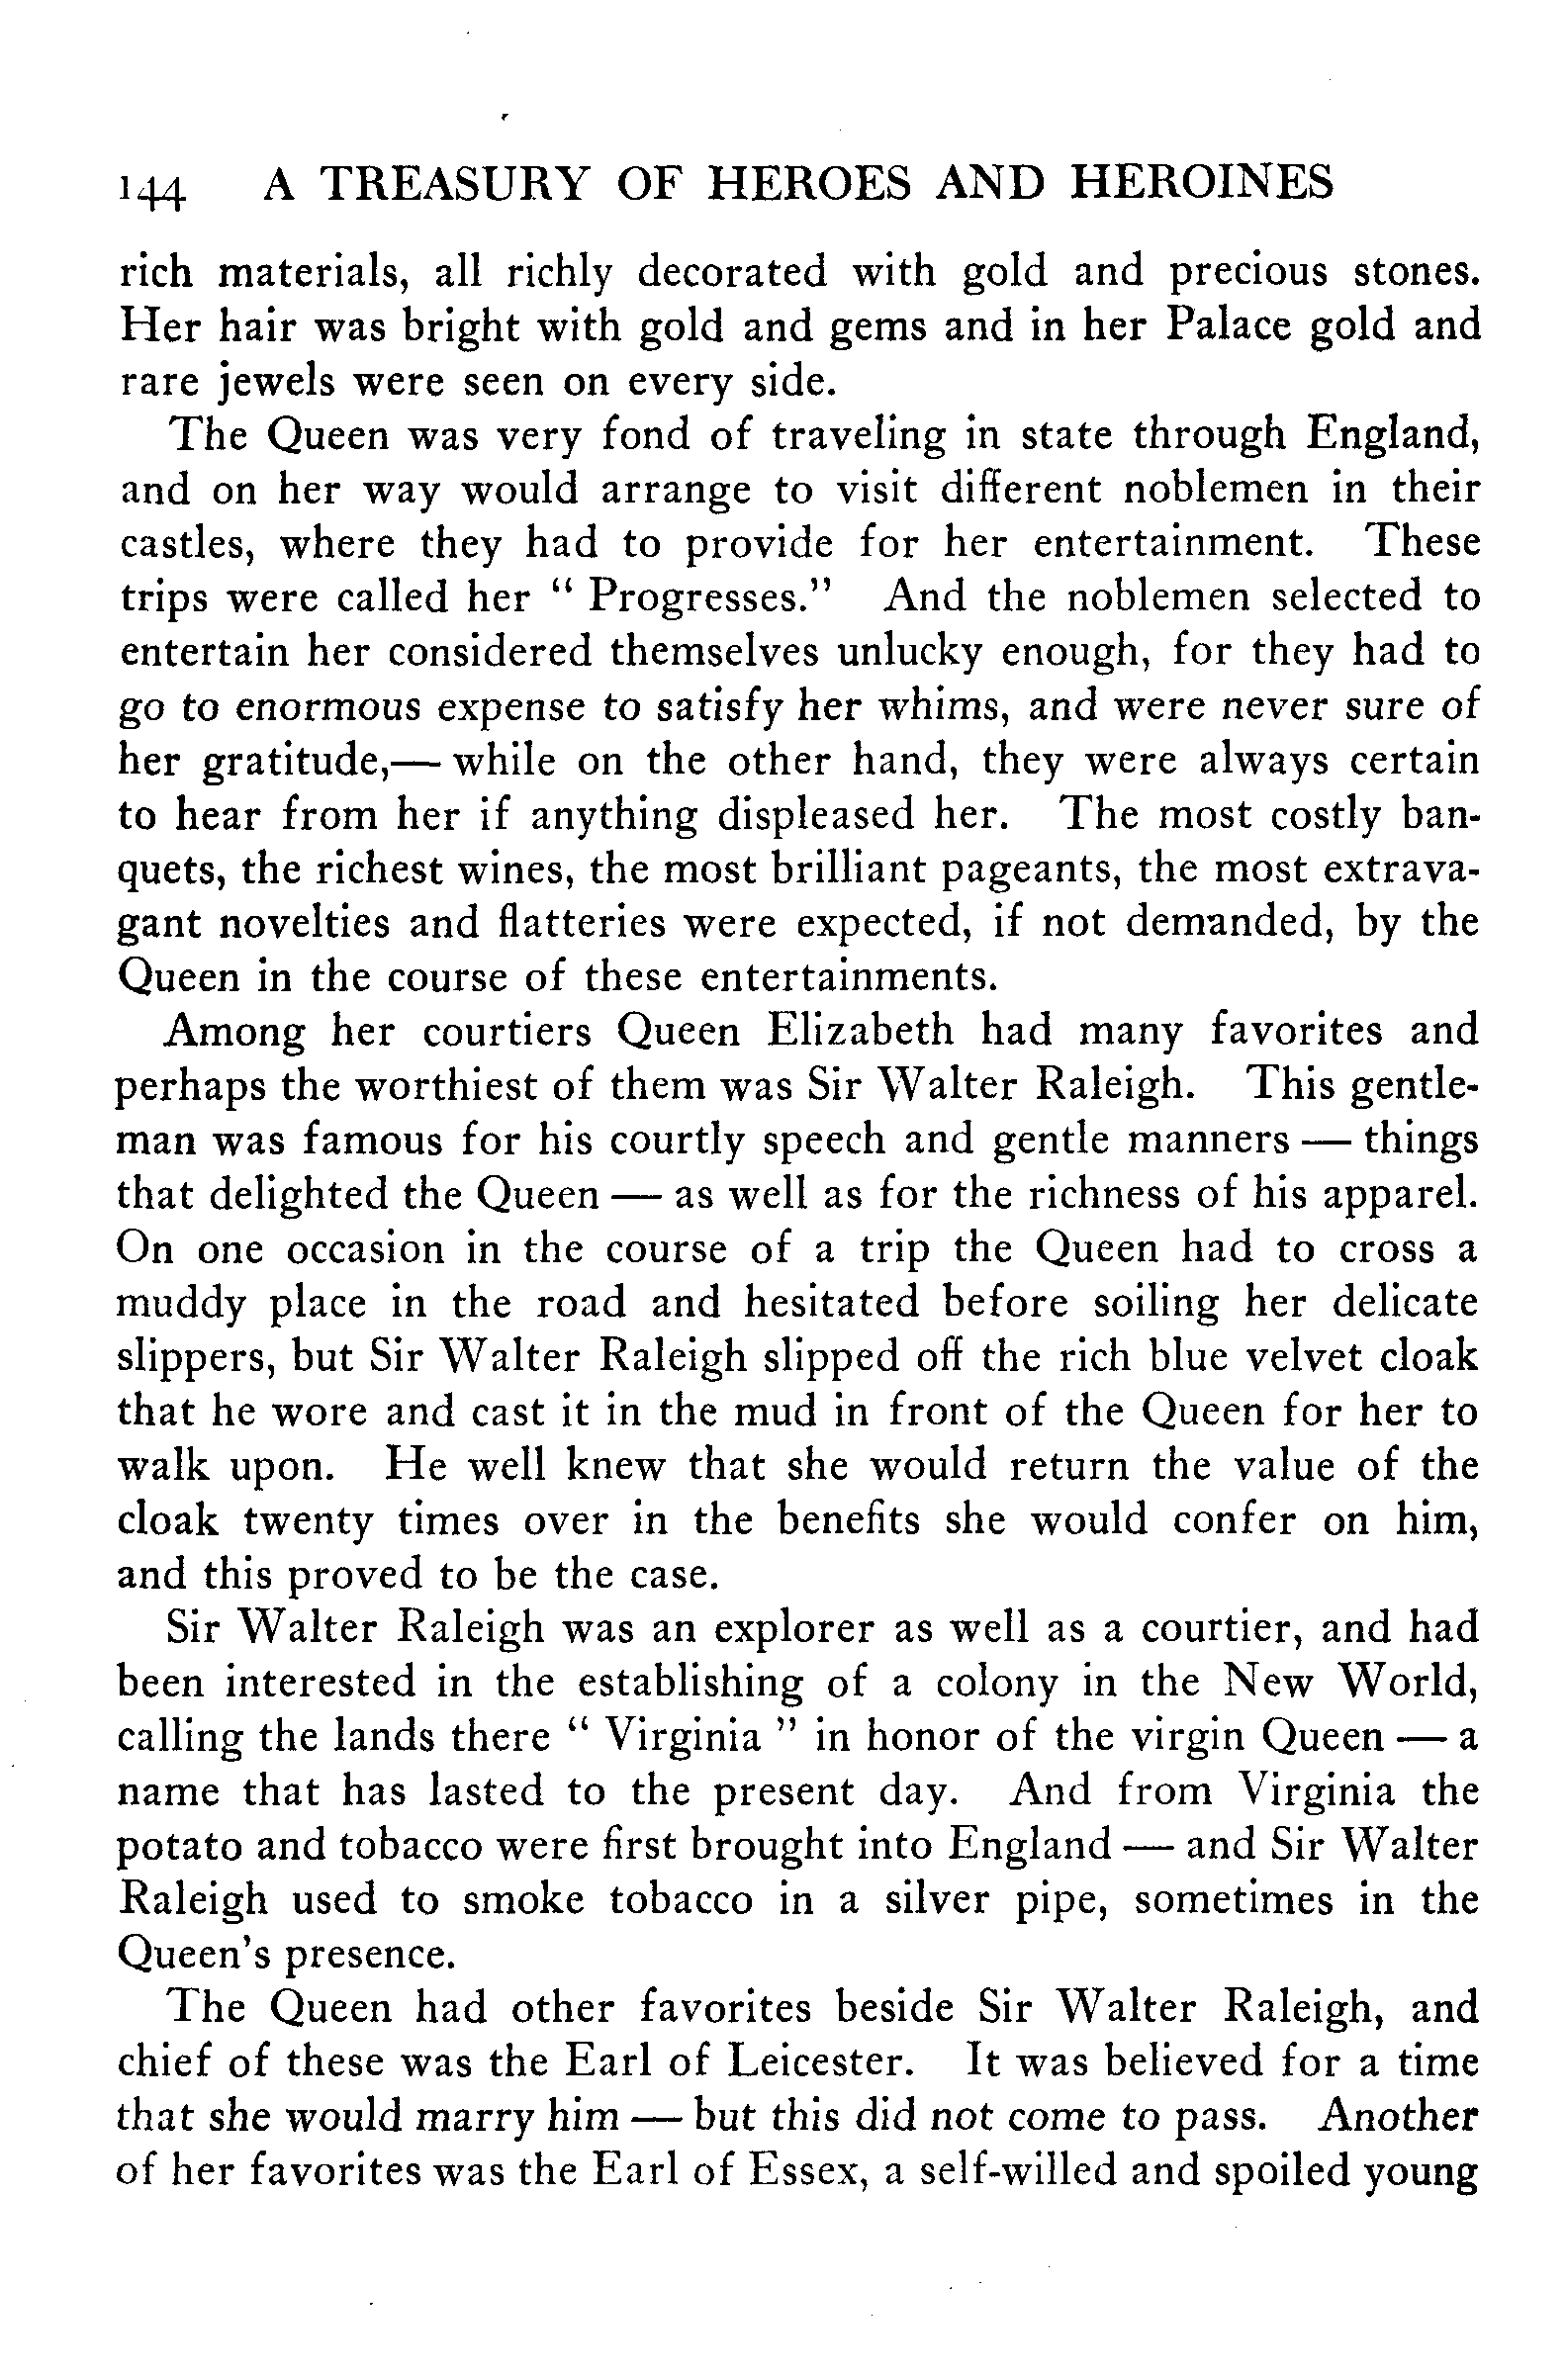 144 A TREASURY OF HEROES AND HEROINES
rich materials, all richly decorated with gold and precious stones.
Her hair was bright with gold and gems and in her Palace gold and
rare jewels were seen on every side.
The Queen was very fond of traveling in state through England,
and on her way would arrange to visit different noblemen in their
castles, where they had to provide for her entertainment. These
trips were called her " Progresses." And the noblemen selected to
entertain her considered themselves unlucky enough, for they had to
go to enormous expense to satisfy her whims, and were never sure of
her gratitude,— while on the other hand, they were always certain
to hear from her if anything displeased her. The most costly ban-
quets, the richest wines, the most brilliant pageants, the most extrava-
gant novelties and flatteries were expected, if not demanded, by the
Queen in the course of these entertainments.
Among her courtiers Queen Elizabeth had many favorites and
perhaps the worthiest of them was Sir Walter Raleigh. This gentle-
man was famous for his courtly speech and gentle manners — things
that delighted the Queen — as well as for the richness of his apparel.
On one occasion in the course of a trip the Queen had to cross a
muddy place in the road and hesitated before soiling her delicate
slippers, but Sir Walter Raleigh slipped off the rich blue velvet cloak
that he wore and cast it in the mud in front of the Queen for her to
walk upon. He well knew that she would return the value of the
cloak twenty times over in the benefits she would confer on him,
and this proved to be the case.
Sir Walter Raleigh was an explorer as well as a courtier, and had
been interested in the establishing of a colony in the New World,
calling the lands there " Virginia " in honor of the virgin Queen — a
name that has lasted to the present day. And from Virginia the
potato and tobacco were first brought into England — and Sir Walter
Raleigh used to smoke tobacco in a silver pipe, sometimes in the
Queen's presence.
The Queen had other favorites beside Sir Walter Raleigh, and
chief of these was the Earl of Leicester. It was believed for a time
that she would marry him — but this did not come to pass. Another
of her favorites was the Earl of Essex, a self-willed and spoiled young